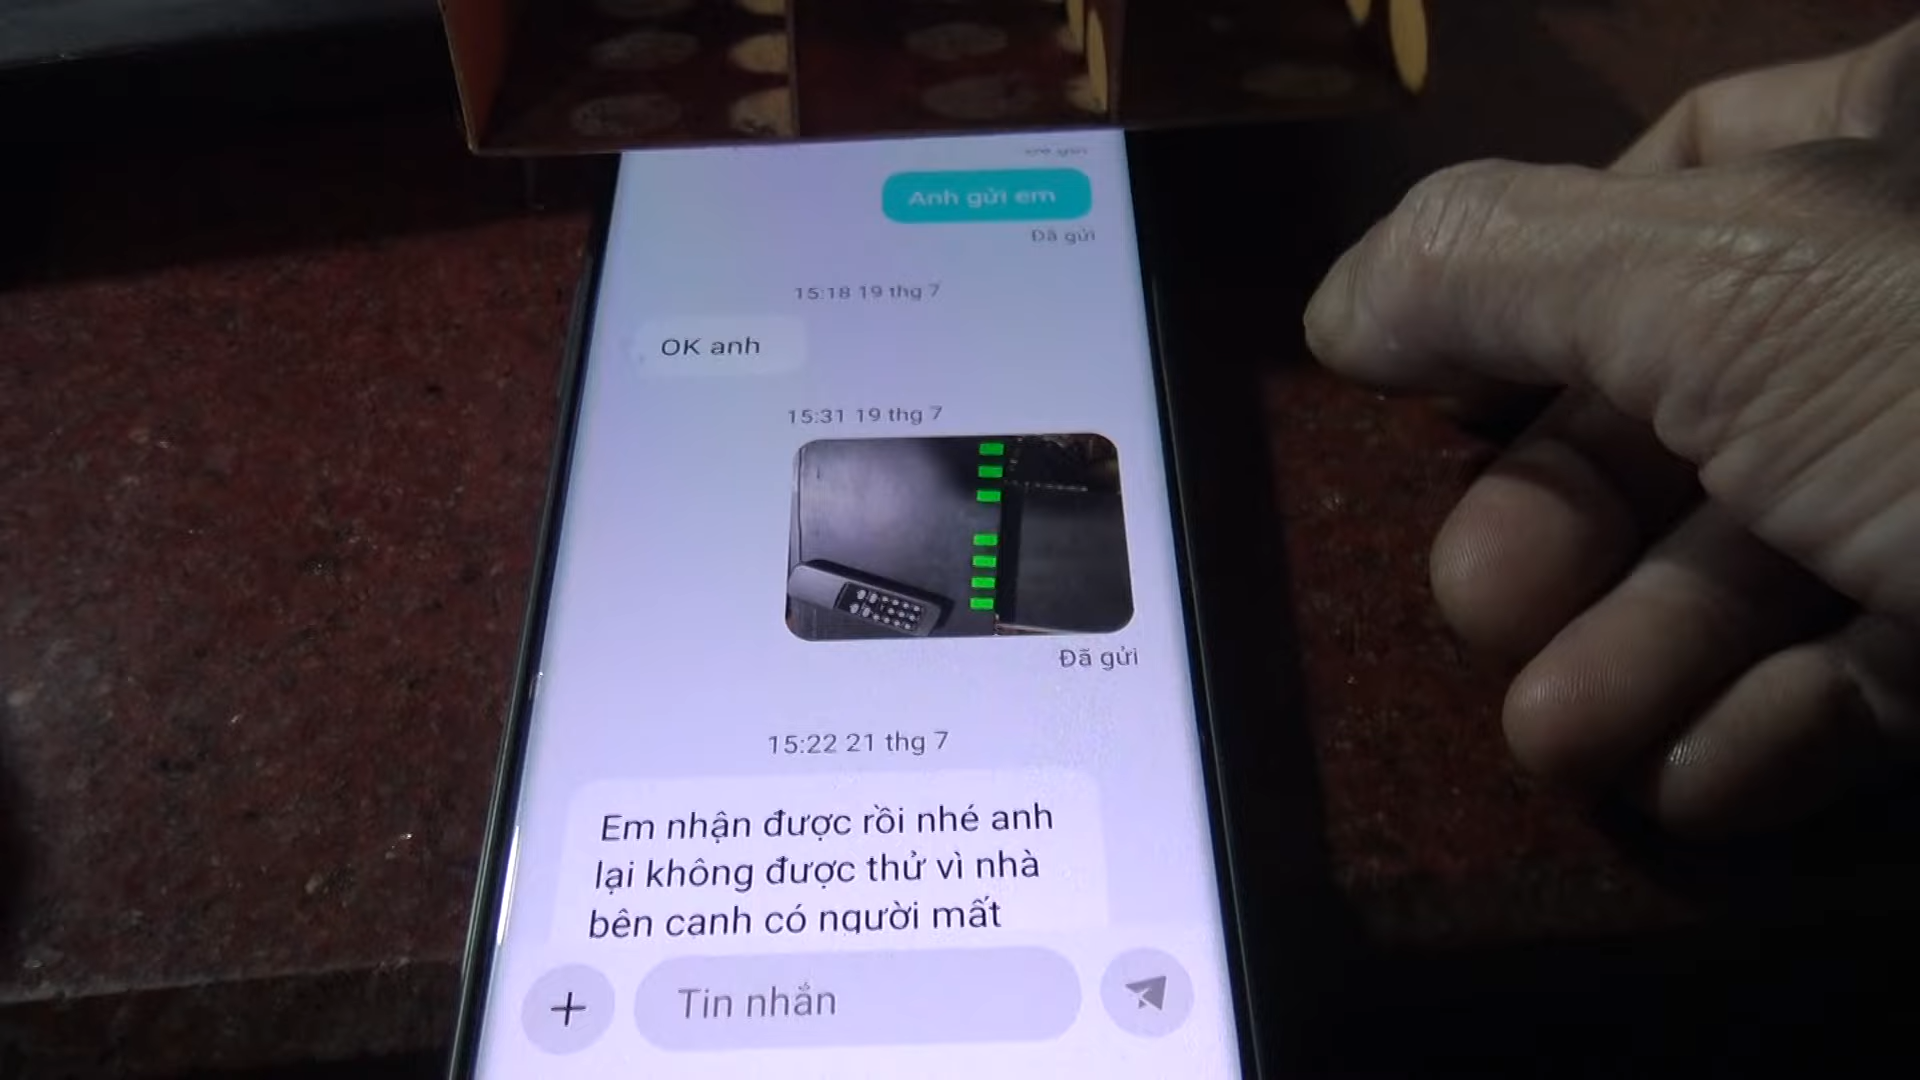 Anh gửi em
Đã gửi
15:18 19 thg 7
OK anh
15:31 19 thg 7
Đã gửi
15:22 21 thg 7
Em nhận được rồi nhé anh
lại không được thử vì nhà
bên cạnh có người mất
Tin nhắn